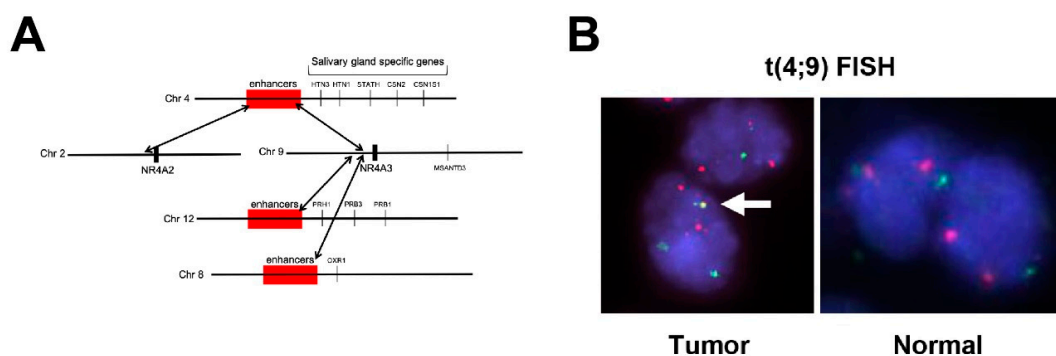 A
Salivary gland specific genes
enhancers
HTN3 HTN1 STATH CSN2 CSN1S1
Chr 4
Chr 2
NR4A2
Chr 9
NR4A3
MSANTD3
enhancers
PRH1 PRB3 PRB1
Chr 12
enhancers
OXR1
Chr 8
B
t(4;9) FISH
Tumor
Normal